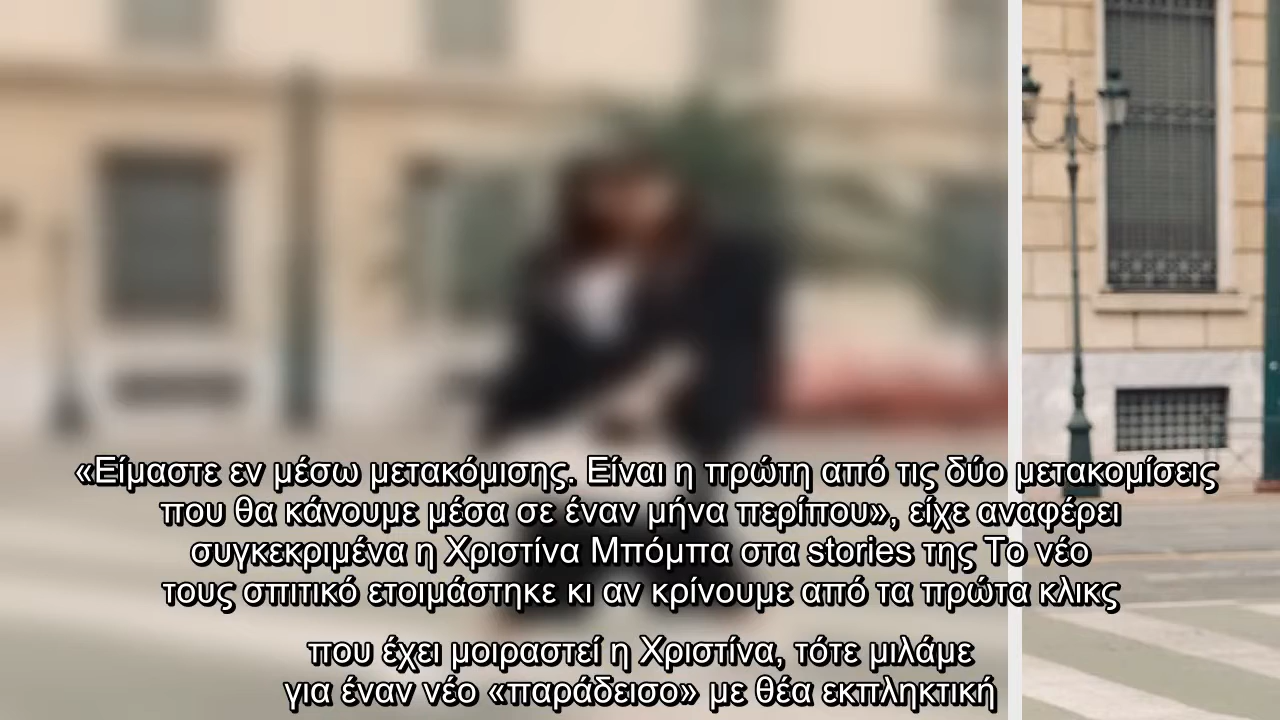 «Είμαστε εν μέσω μετακόμισης. Είναι η πρώτη από τις δύο μετακομίσεις
που θα κάνουμε μέσα σε έναν μήνα περίπου», είχε αναφέρει
συγκεκριμένα η Χριστίνα Μπόμπα στα stories της Το νέο
τους σπιτικό ετοιμάστηκε κι αν κρίνουμε από τα πρώτα κλικς
που έχει μοιραστεί η Χριστίνα, τότε μιλάμε
για έναν νέο «παράδεισο» με θέα εκπληκτική